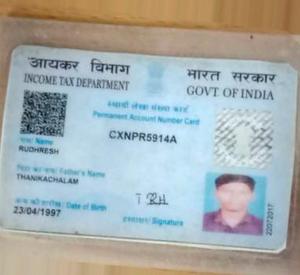 आयकर विभाग
INCOME TAX DEPARTMENT
भारत सरकार
GOVT. OF INDIA
स्थायी लेखा संख्या कार्ड
Permanent Account Number Card
CXNPR5914A
नाम/ Name
RUDHRESH
पिता का नाम/ Father's Name
THANIKACHALAM
जन्म की तारीख/ Date of Birth
23/04/1997
हस्ताक्षर/Signature
22072017